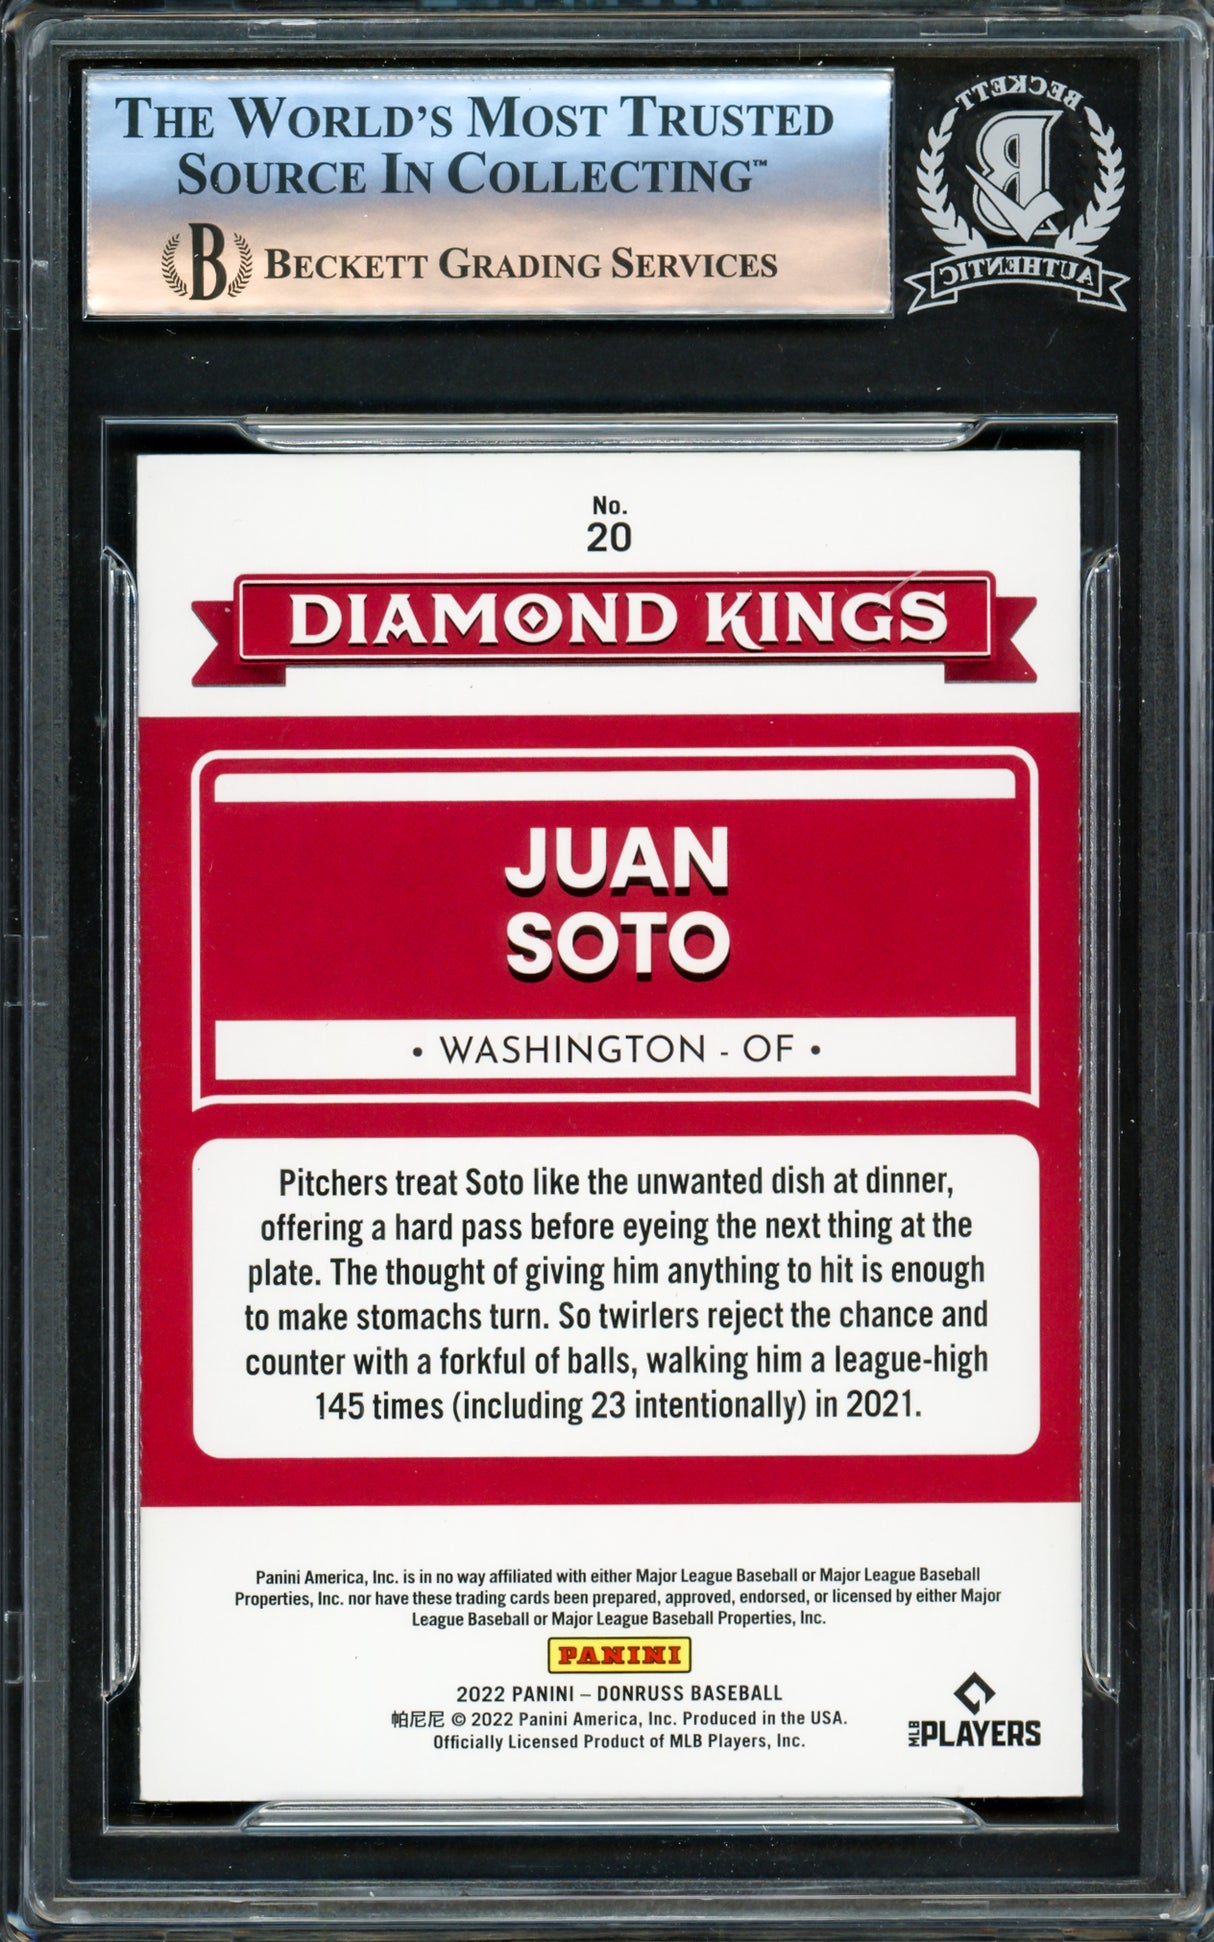 THE WORLD'S MOST TRUSTED
SOURCE IN COLLECTING™
B BECKETT GRADING SERVICES
BECKETT
B
AUTHENTIC
No.
20
DIAMOND KINGS
JUAN
SOTO
• WASHINGTON - OF •
Pitchers treat Soto like the unwanted dish at dinner,
offering a hard pass before eyeing the next thing at the
plate. The thought of giving him anything to hit is enough
to make stomachs turn. So twirlers reject the chance and
counter with a forkful of balls, walking him a league-high
145 times (including 23 intentionally) in 2021.
Panini America, Inc. is in no way affiliated with either Major League Baseball or Major League Baseball
Properties, Inc. nor have these trading cards been prepared, approved, endorsed, or licensed by either Major
League Baseball or Major League Baseball Properties, Inc.
PANINI
2022 PANINI – DONRUSS BASEBALL
帕尼尼 © 2022 Panini America, Inc. Produced in the USA.
Officially Licensed Product of MLB Players, Inc.
MLB PLAYERS